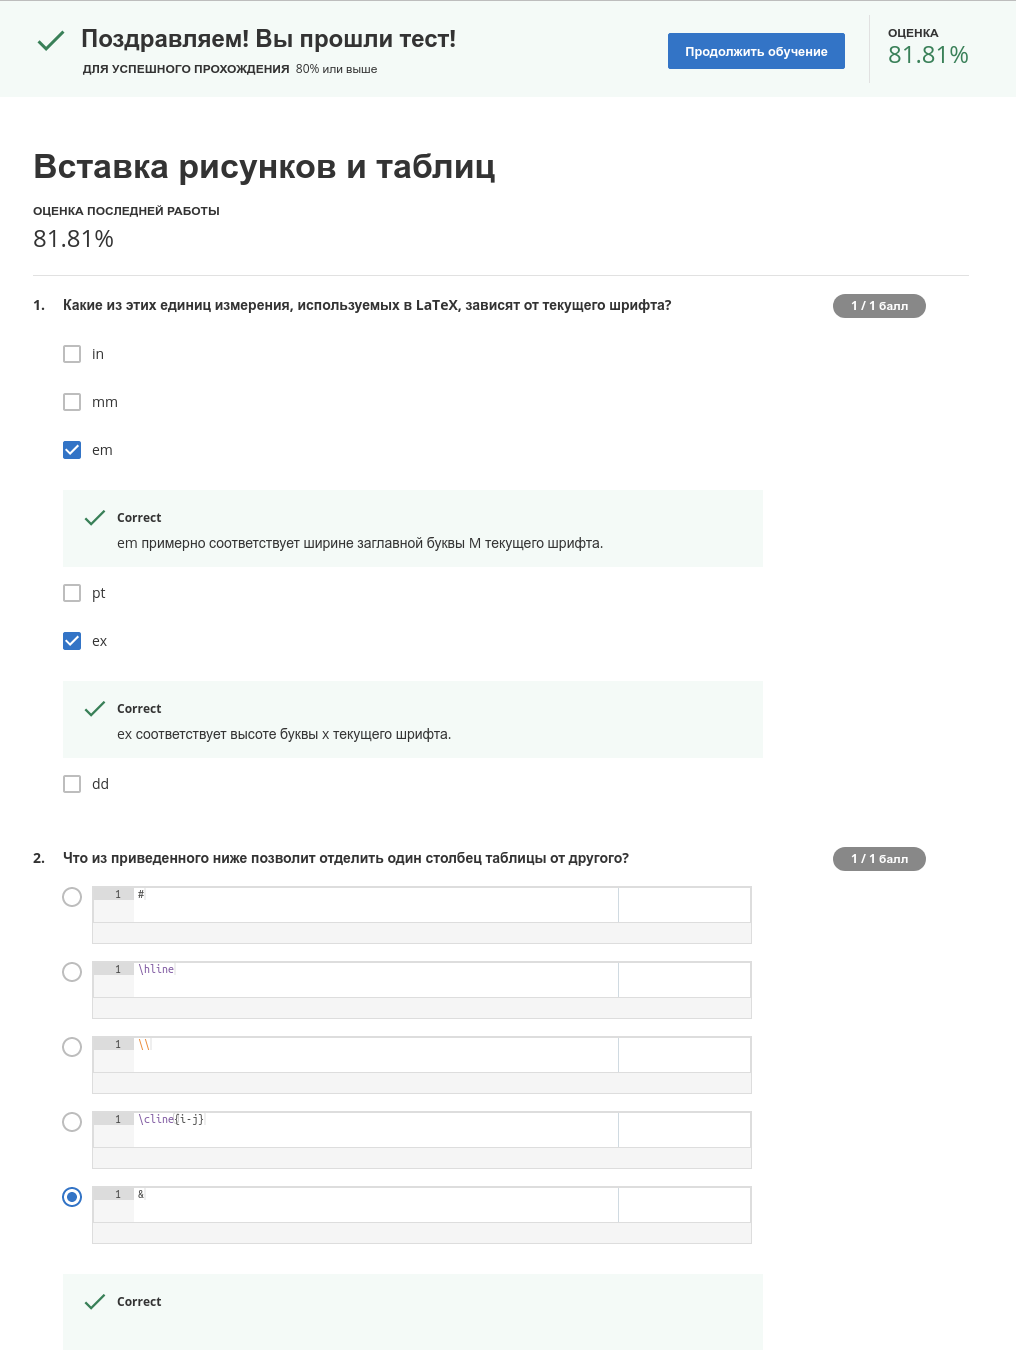 Поздравляем! Вы прошли тест!
ДЛЯ УСПЕШНОГО ПРОХОЖДЕНИЯ 80% или выше
Продолжить обучение
ОЦЕНКА
81.81%
Вставка рисунков и таблиц
ОЦЕНКА ПОСЛЕДНЕЙ РАБОТЫ
81.81%
1. Какие из этих единиц измерения, используемых в LaTeX, зависят от текущего шрифта?
1 / 1 балл
in
mm
em
Correct
em примерно соответствует ширине заглавной буквы M текущего шрифта.
pt
ex
Correct
ex соответствует высоте буквы x текущего шрифта.
dd
2. Что из приведенного ниже позволит отделить один столбец таблицы от другого?
1 / 1 балл
1 #
1 \hline
1 \\
1 \cline{i-j}
1 &
Correct